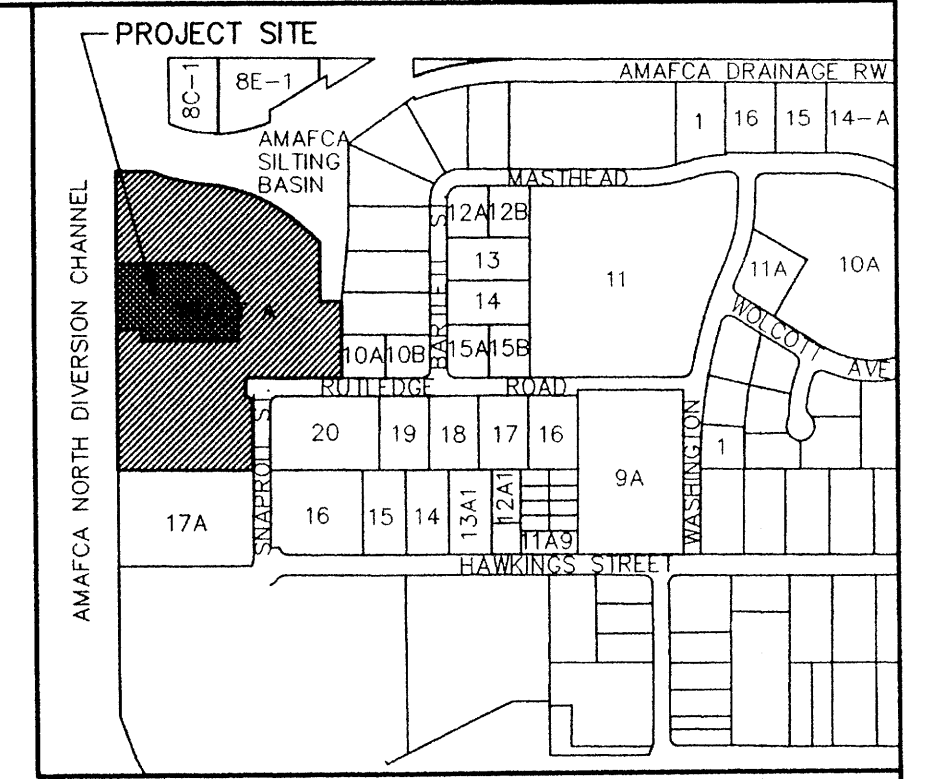 PROJECT SITE
8C-1
8E-1
AMAFCA DRAINAGE RW
1
16
15
14-A
AMAFCA
SILTING
BASIN
MASTHEAD
AMAFCA NORTH DIVERSION CHANNEL
BARTLETT S
12A
12B
13
14
15A
15B
11
11A
10A
WOLCOTT
AVE
10A
10B
RUTLEDGE ROAD
SNAPROLL ST.
20
19
18
17
16
9A
WASHINGTON
1
17A
16
15
14
13A1
12A1
11A9
HAWKINGS STREET